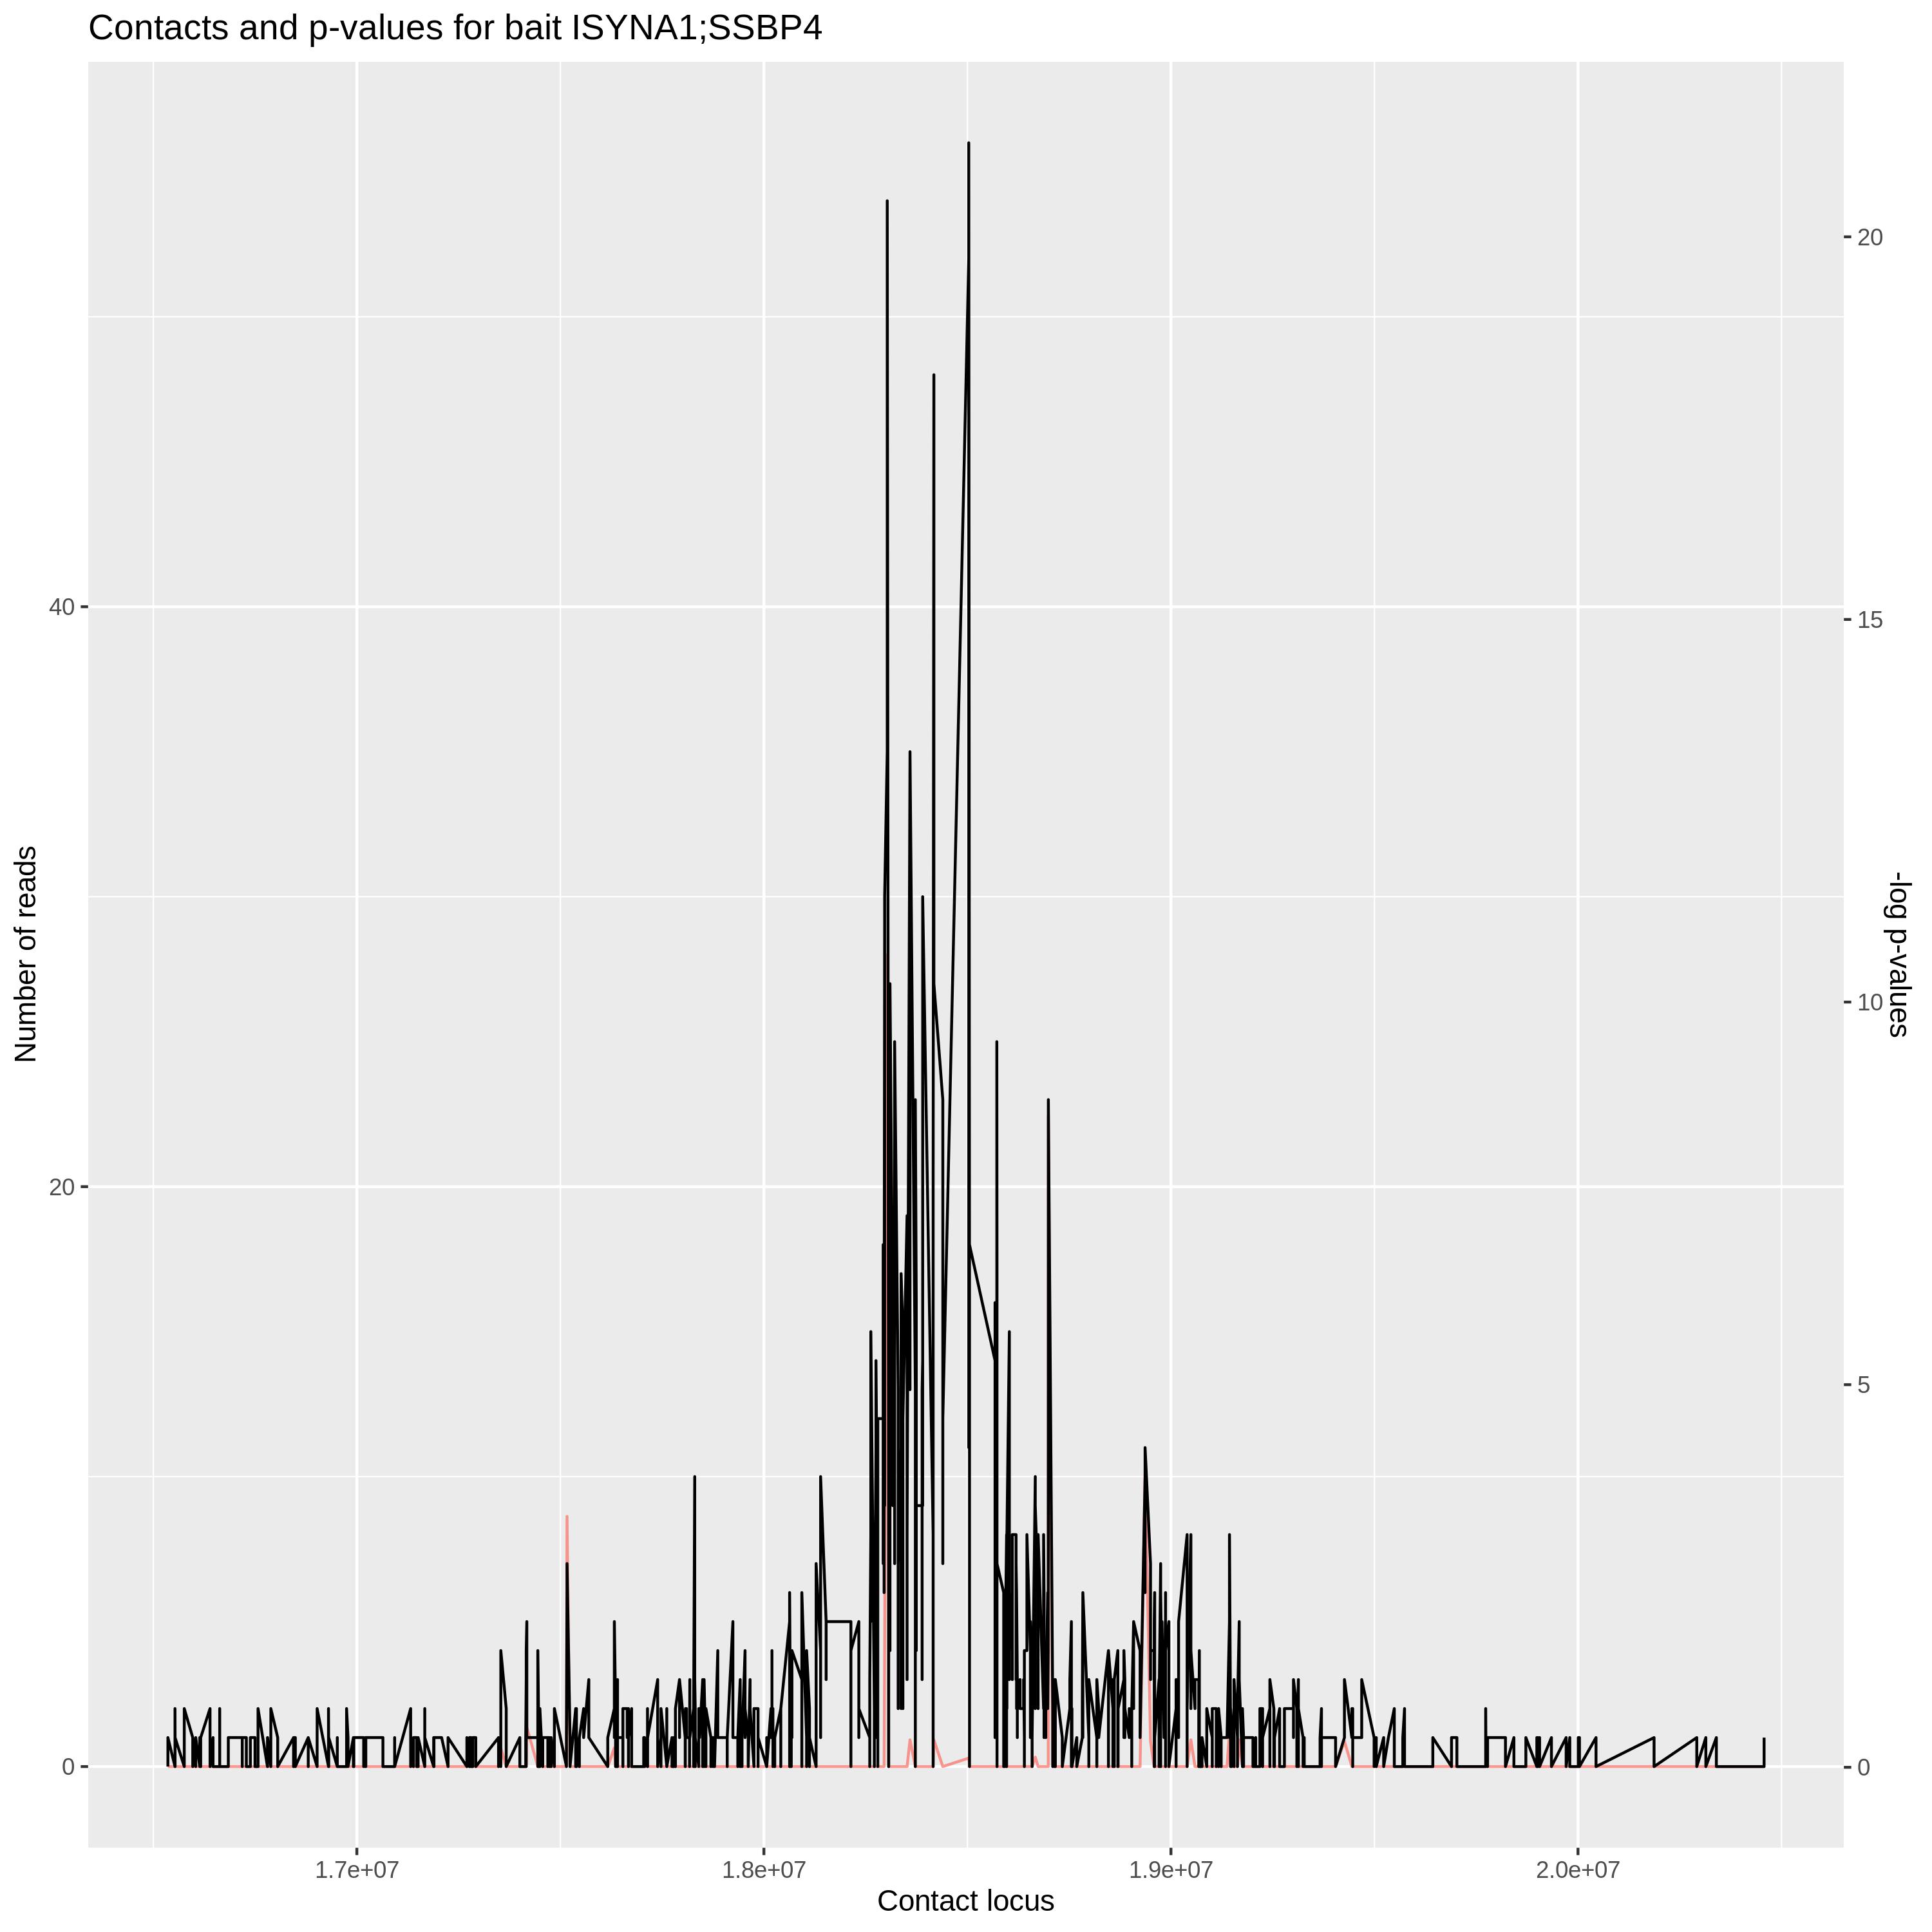 Contacts and p-values for bait ISYNA1;SSBP4
Number of reads
40
20
0
20
15
10
5
0
-log p-values
1.7e+07 1.8e+07 1.9e+07 2.0e+07
Contact locus